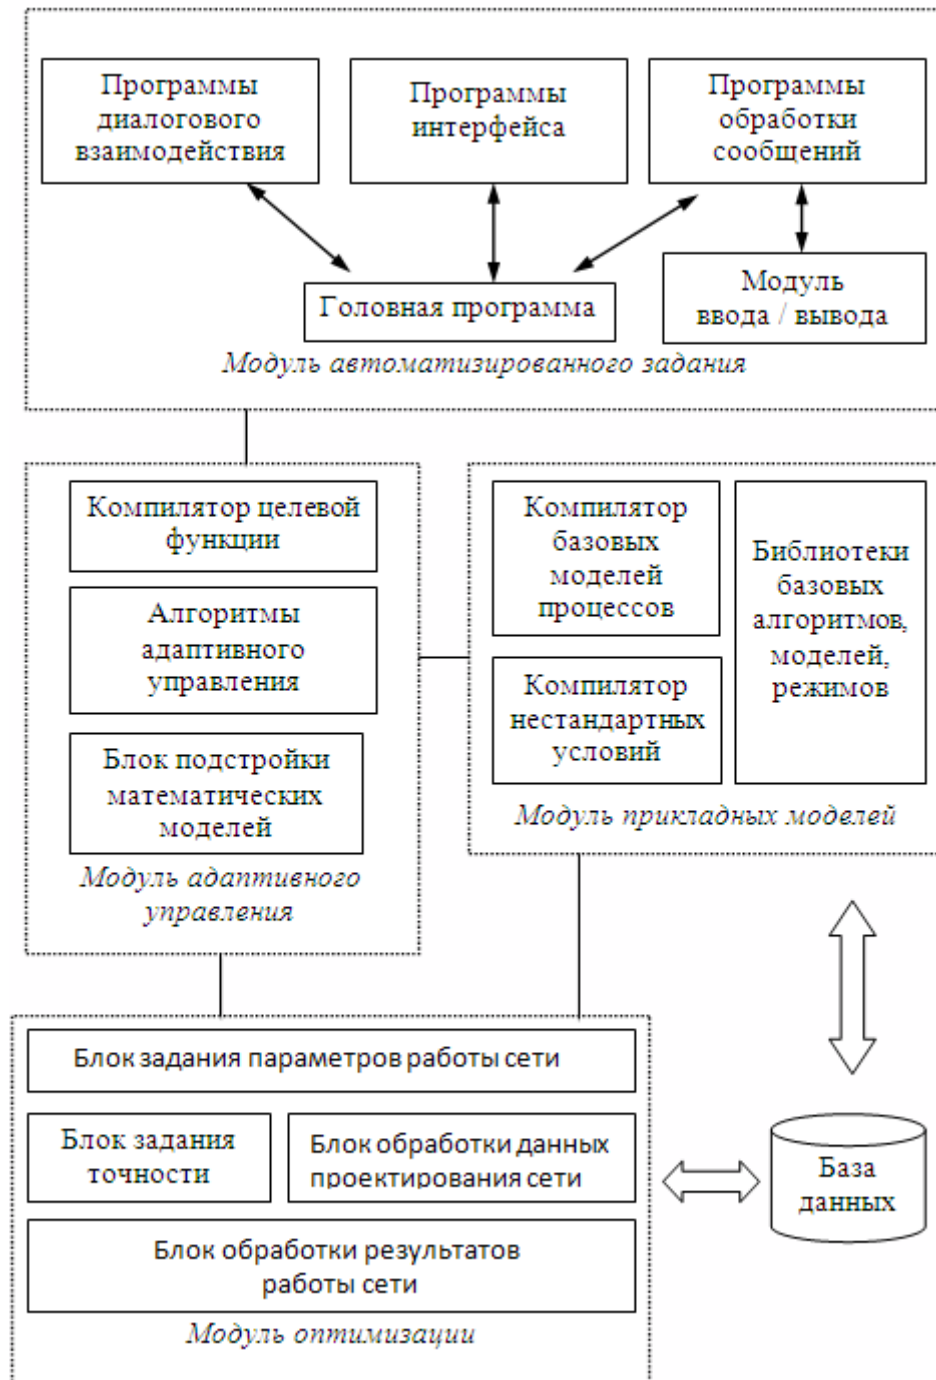 Программы
диалогового
взаимодействия
Программы
интерфейса
Программы
обработки
сообщений
Головная программа
Модуль
ввода / вывода
Модуль автоматизированного задания
Компилятор целевой
функции
Алгоритмы
адаптивного
управления
Блок подстройки
математических
моделей
Модуль адаптивного
управления
Компилятор
базовых
моделей
процессов
Компилятор
нестандартных
условий
Библиотеки
базовых
алгоритмов,
моделей,
режимов
Модуль прикладных моделей
Блок задания параметров работы сети
Блок задания
точности
Блок обработки данных
проектирования сети
Блок обработки результатов
работы сети
Модуль оптимизации
База
данных